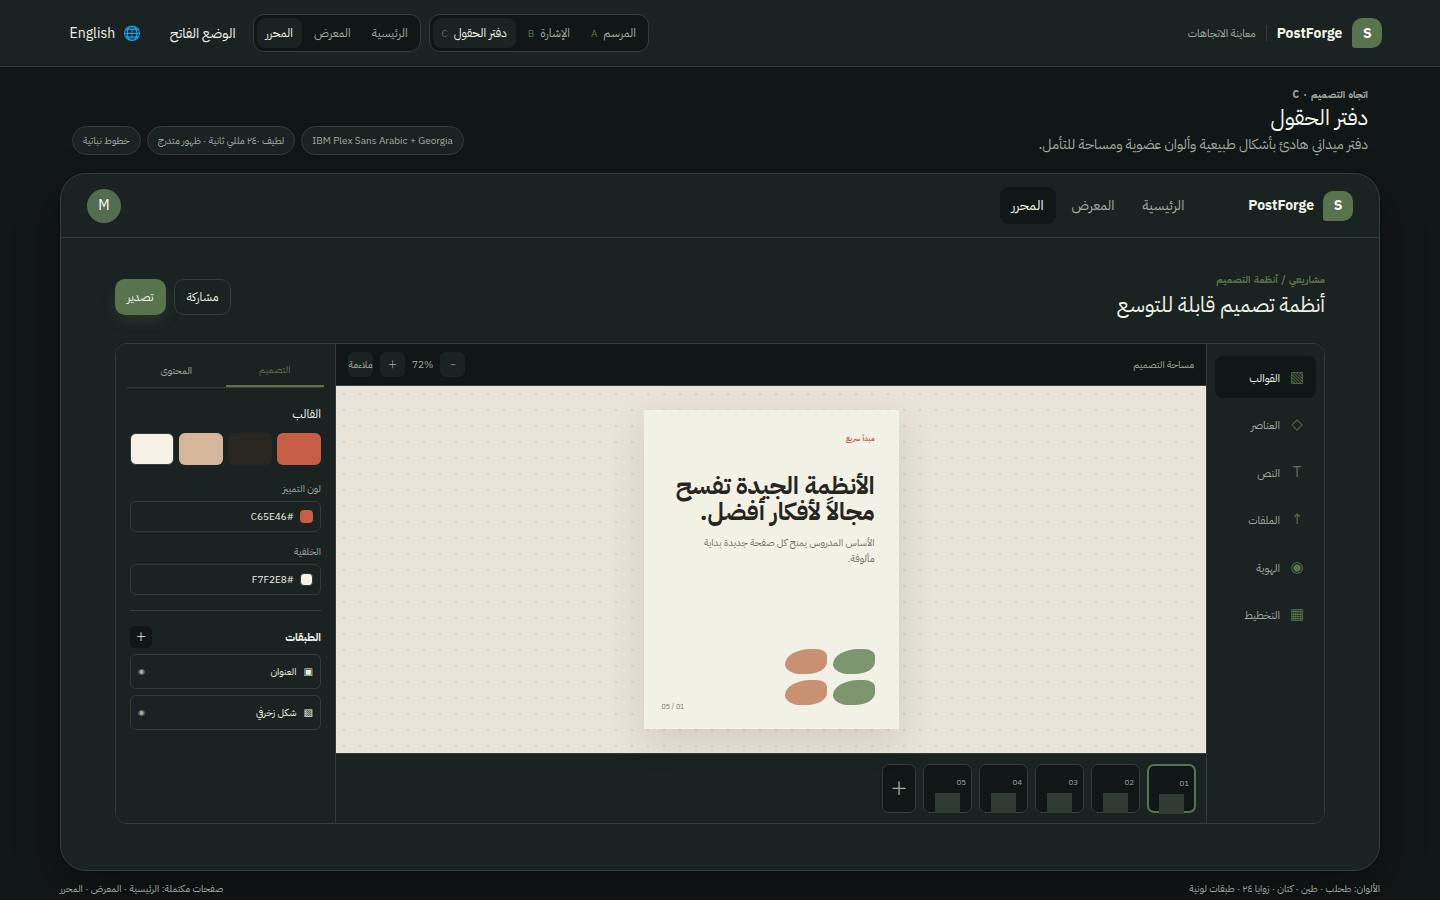 S PostForge معاينة الاتجاهات
المرسم A الإشارة B دفتر الحقول C
الرئيسية المعرض المحرر
الوضع الفاتح
🌐 English
اتجاه التصميم · C
دفتر الحقول
دفتر ميداني هادئ بأشكال طبيعية وألوان عضوية ومساحة للتأمل.
IBM Plex Sans Arabic + Georgia
لطيف ٢٤٠ مللي ثانية · ظهور متدرج
خطوط نباتية
S PostForge
الرئيسية المعرض المحرر
M
مشاريعي / أنظمة التصميم
أنظمة تصميم قابلة للتوسع
مشاركة تصدير
القوالب
العناصر
النص
الملفات
الهوية
التخطيط
مساحة التصميم
− 72% + ملاءمة
مبدأ سريع
الأنظمة الجيدة تفسح
مجالاً لأفكار أفضل.
الأساس المدروس يمنح كل صفحة جديدة بداية
مألوفة.
05 / 01
01 02 03 04 05 +
التصميم المحتوى
القالب
لون التمييز
C65E46#
الخلفية
F7F2E8#
الطبقات +
العنوان
شكل زخرفي
الألوان: طحلب · طين · كتان · زوايا ٢٤ · طبقات لونية
صفحات مكتملة: الرئيسية · المعرض · المحرر